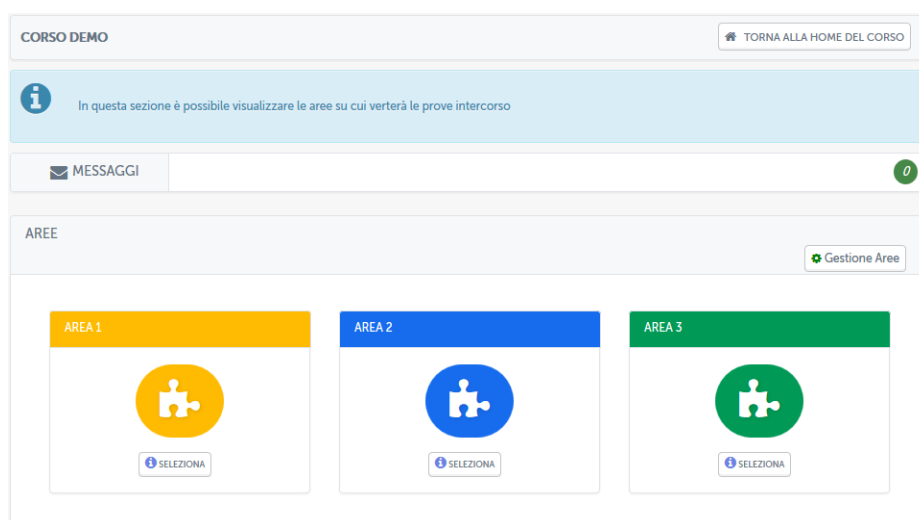 CORSO DEMO
TORNA ALLA HOME DEL CORSO
In questa sezione è possibile visualizzare le aree su cui verterà le prove intercorso
MESSAGGI
0
AREE
Gestione Aree
AREA 1
AREA 2
AREA 3
SELEZIONA
SELEZIONA
SELEZIONA